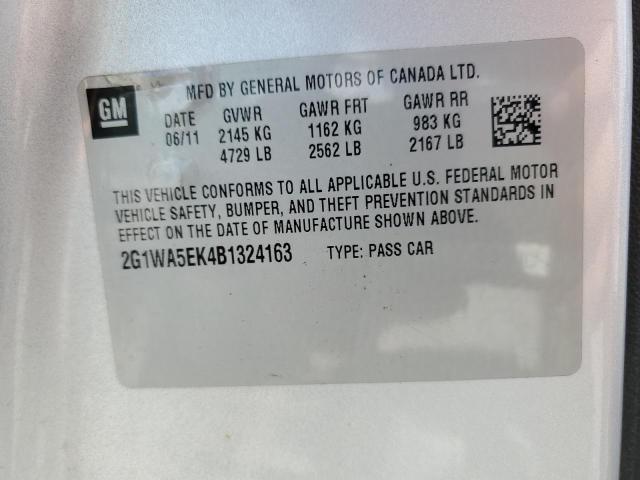 GM
MFD BY GENERAL MOTORS OF CANADA LTD.
DATE GVWR GAWR FRT GAWR RR
06/11 2145 KG 1162 KG 983 KG
4729 LB 2562 LB 2167 LB
THIS VEHICLE CONFORMS TO ALL APPLICABLE U.S. FEDERAL MOTOR
VEHICLE SAFETY, BUMPER, AND THEFT PREVENTION STANDARDS IN
EFFECT ON THE DATE OF MANUFACTURE SHOWN ABOVE.
2G1WA5EK4B1324163 TYPE: PASS CAR